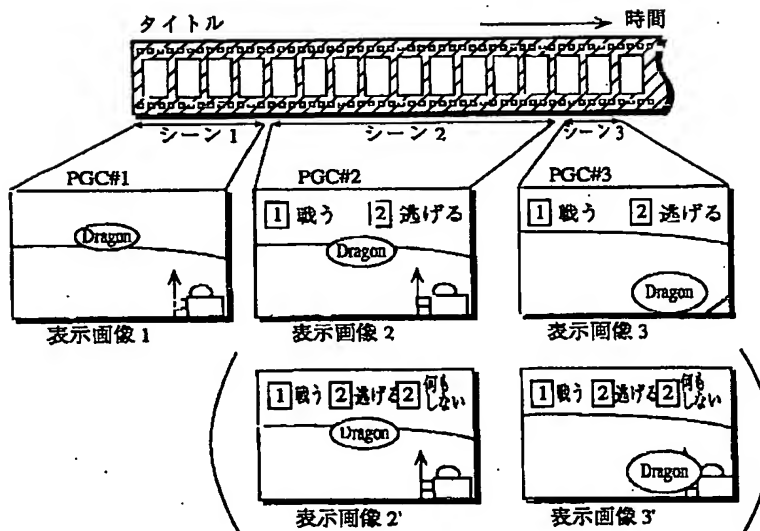 タイトル 時間
シーン 1 シーン 2 シーン 3
PGC#1 PGC#2 PGC#3
Dragon
表示画像 1
1 戦う 2 逃げる
Dragon
表示画像 2
1 戦う 2 逃げる
Dragon
表示画像 3
1 戦う 2 逃げる 2 何も
しない
Dragon
表示画像 2'
1 戦う 2 逃げる 2 何も
しない
Dragon
表示画像 3'